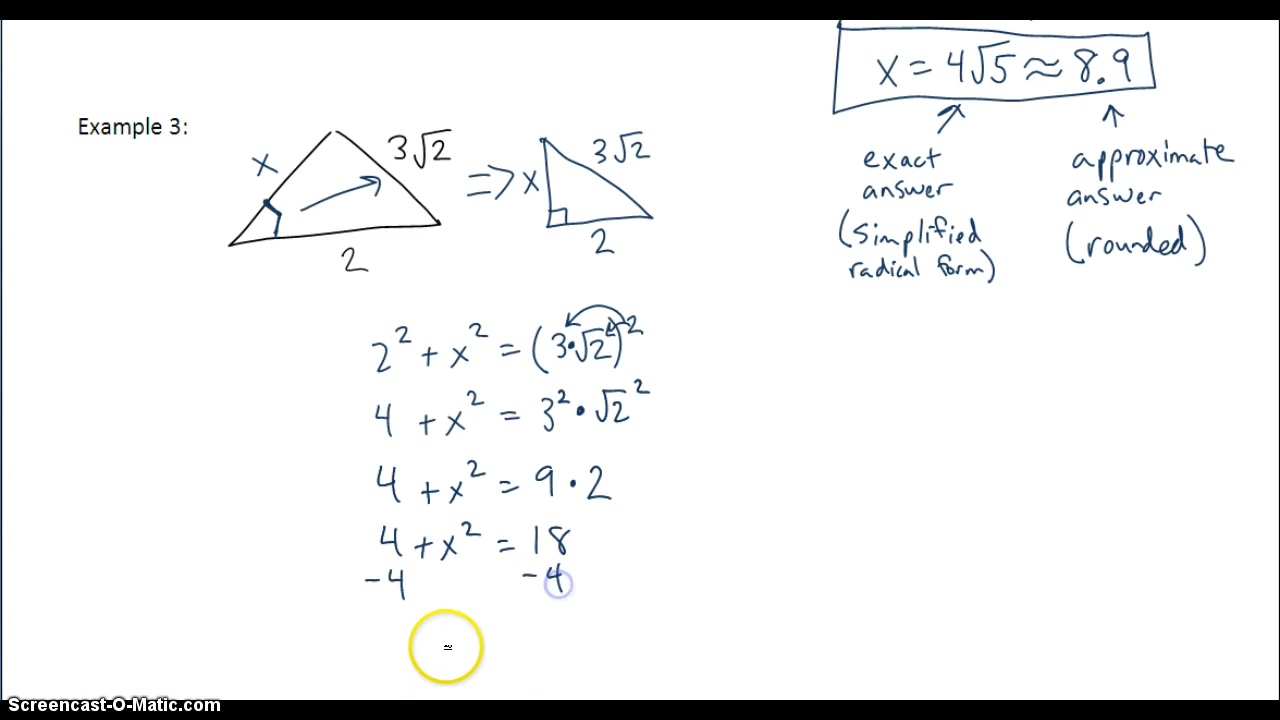 x = 4√5 ≈ 8.9
exact
answer
(simplified
radical form)
approximate
answer
(rounded)
Example 3:
x
3√2
2
=> x
3√2
2
2² + x² = (3•√2)²
4 + x² = 3² • √2²
4 + x² = 9 • 2
4 + x² = 18
-4 -4
Screencast-O-Matic.com